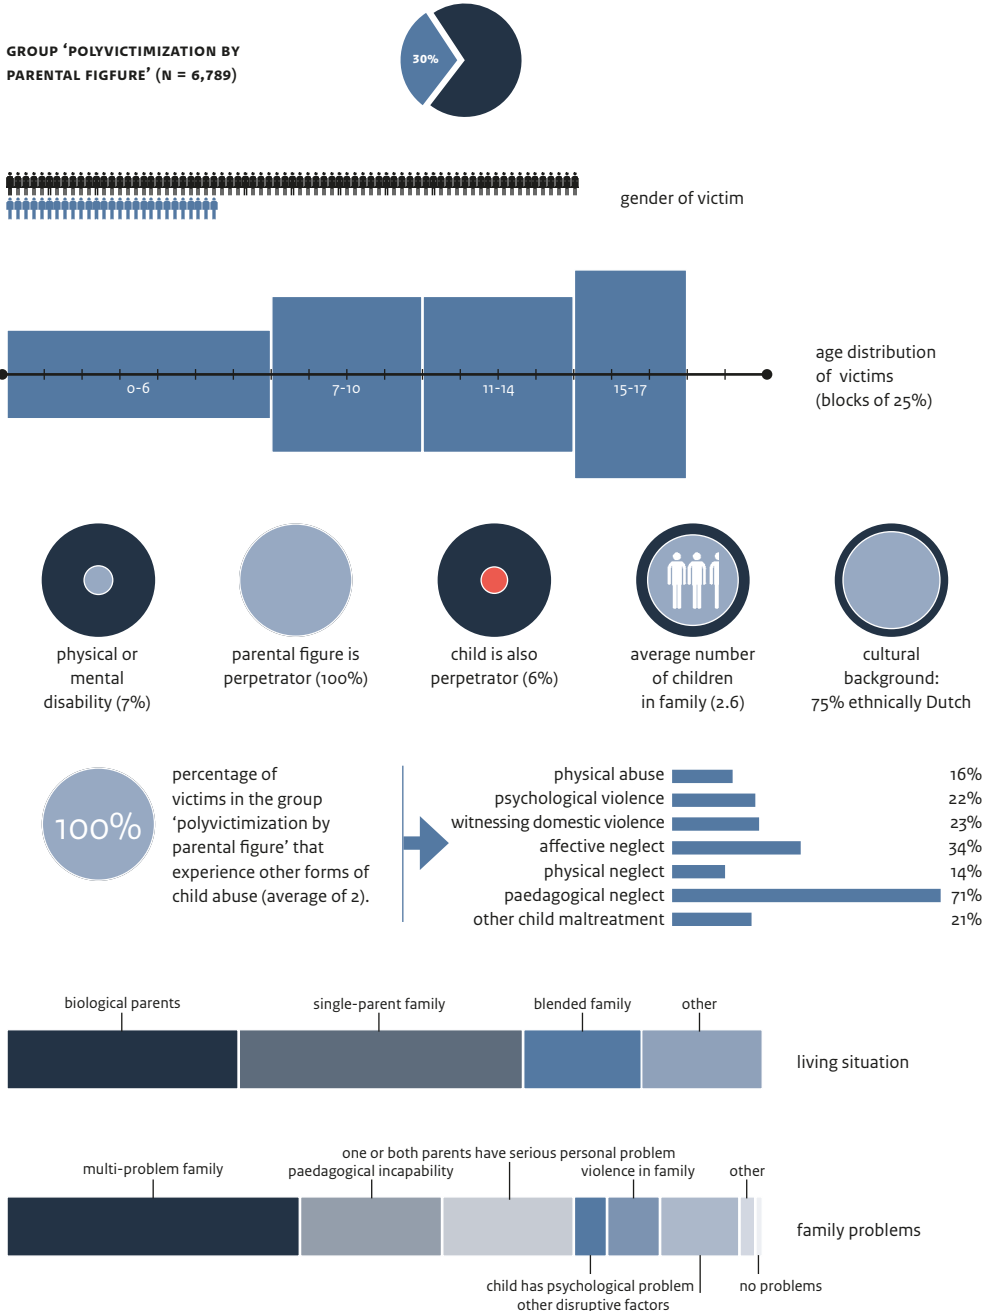 GROUP ‘POLYVICTIMIZATION BY
PARENTAL FIGFURE’ (N = 6,789)
30%
gender of victim
0-6
7-10
11-14
15-17
age distribution
of victims
(blocks of 25%)
physical or
mental
disability (7%)
parental figure is
perpetrator (100%)
child is also
perpetrator (6%)
average number
of children
in family (2.6)
cultural
background:
75% ethnically Dutch
100%
percentage of
victims in the group
‘polyvictimization by
parental figure’ that
experience other forms of
child abuse (average of 2).
physical abuse 16%
psychological violence 22%
witnessing domestic violence 23%
affective neglect 34%
physical neglect 14%
paedagogical neglect 71%
other child maltreatment 21%
biological parents
single-parent family
blended family
other
living situation
one or both parents have serious personal problem
multi-problem family
paedagogical incapability
violence in family
other
family problems
child has psychological problem
no problems
other disruptive factors